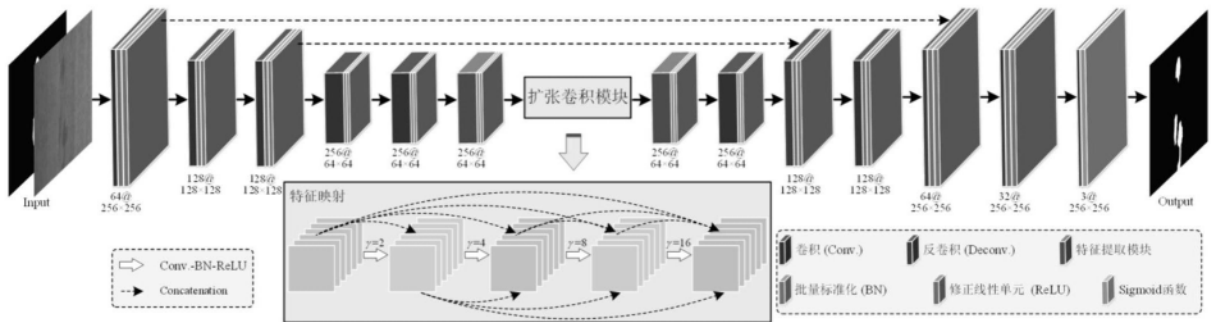 扩张卷积模块
Input
64@
256×256
128@
128×128
128@
128×128
256@
64×64
256@
64×64
256@
64×64
256@
64×64
256@
64×64
128@
128×128
128@
128×128
64@
256×256
32@
256×256
3@
256×256
Output
特征映射
γ=2
γ=4
γ=8
γ=16
Conv.-BN-ReLU
Concatenation
卷积 (Conv.)
反卷积 (Deconv.)
特征提取模块
批量标准化 (BN)
修正线性单元 (ReLU)
Sigmoid函数